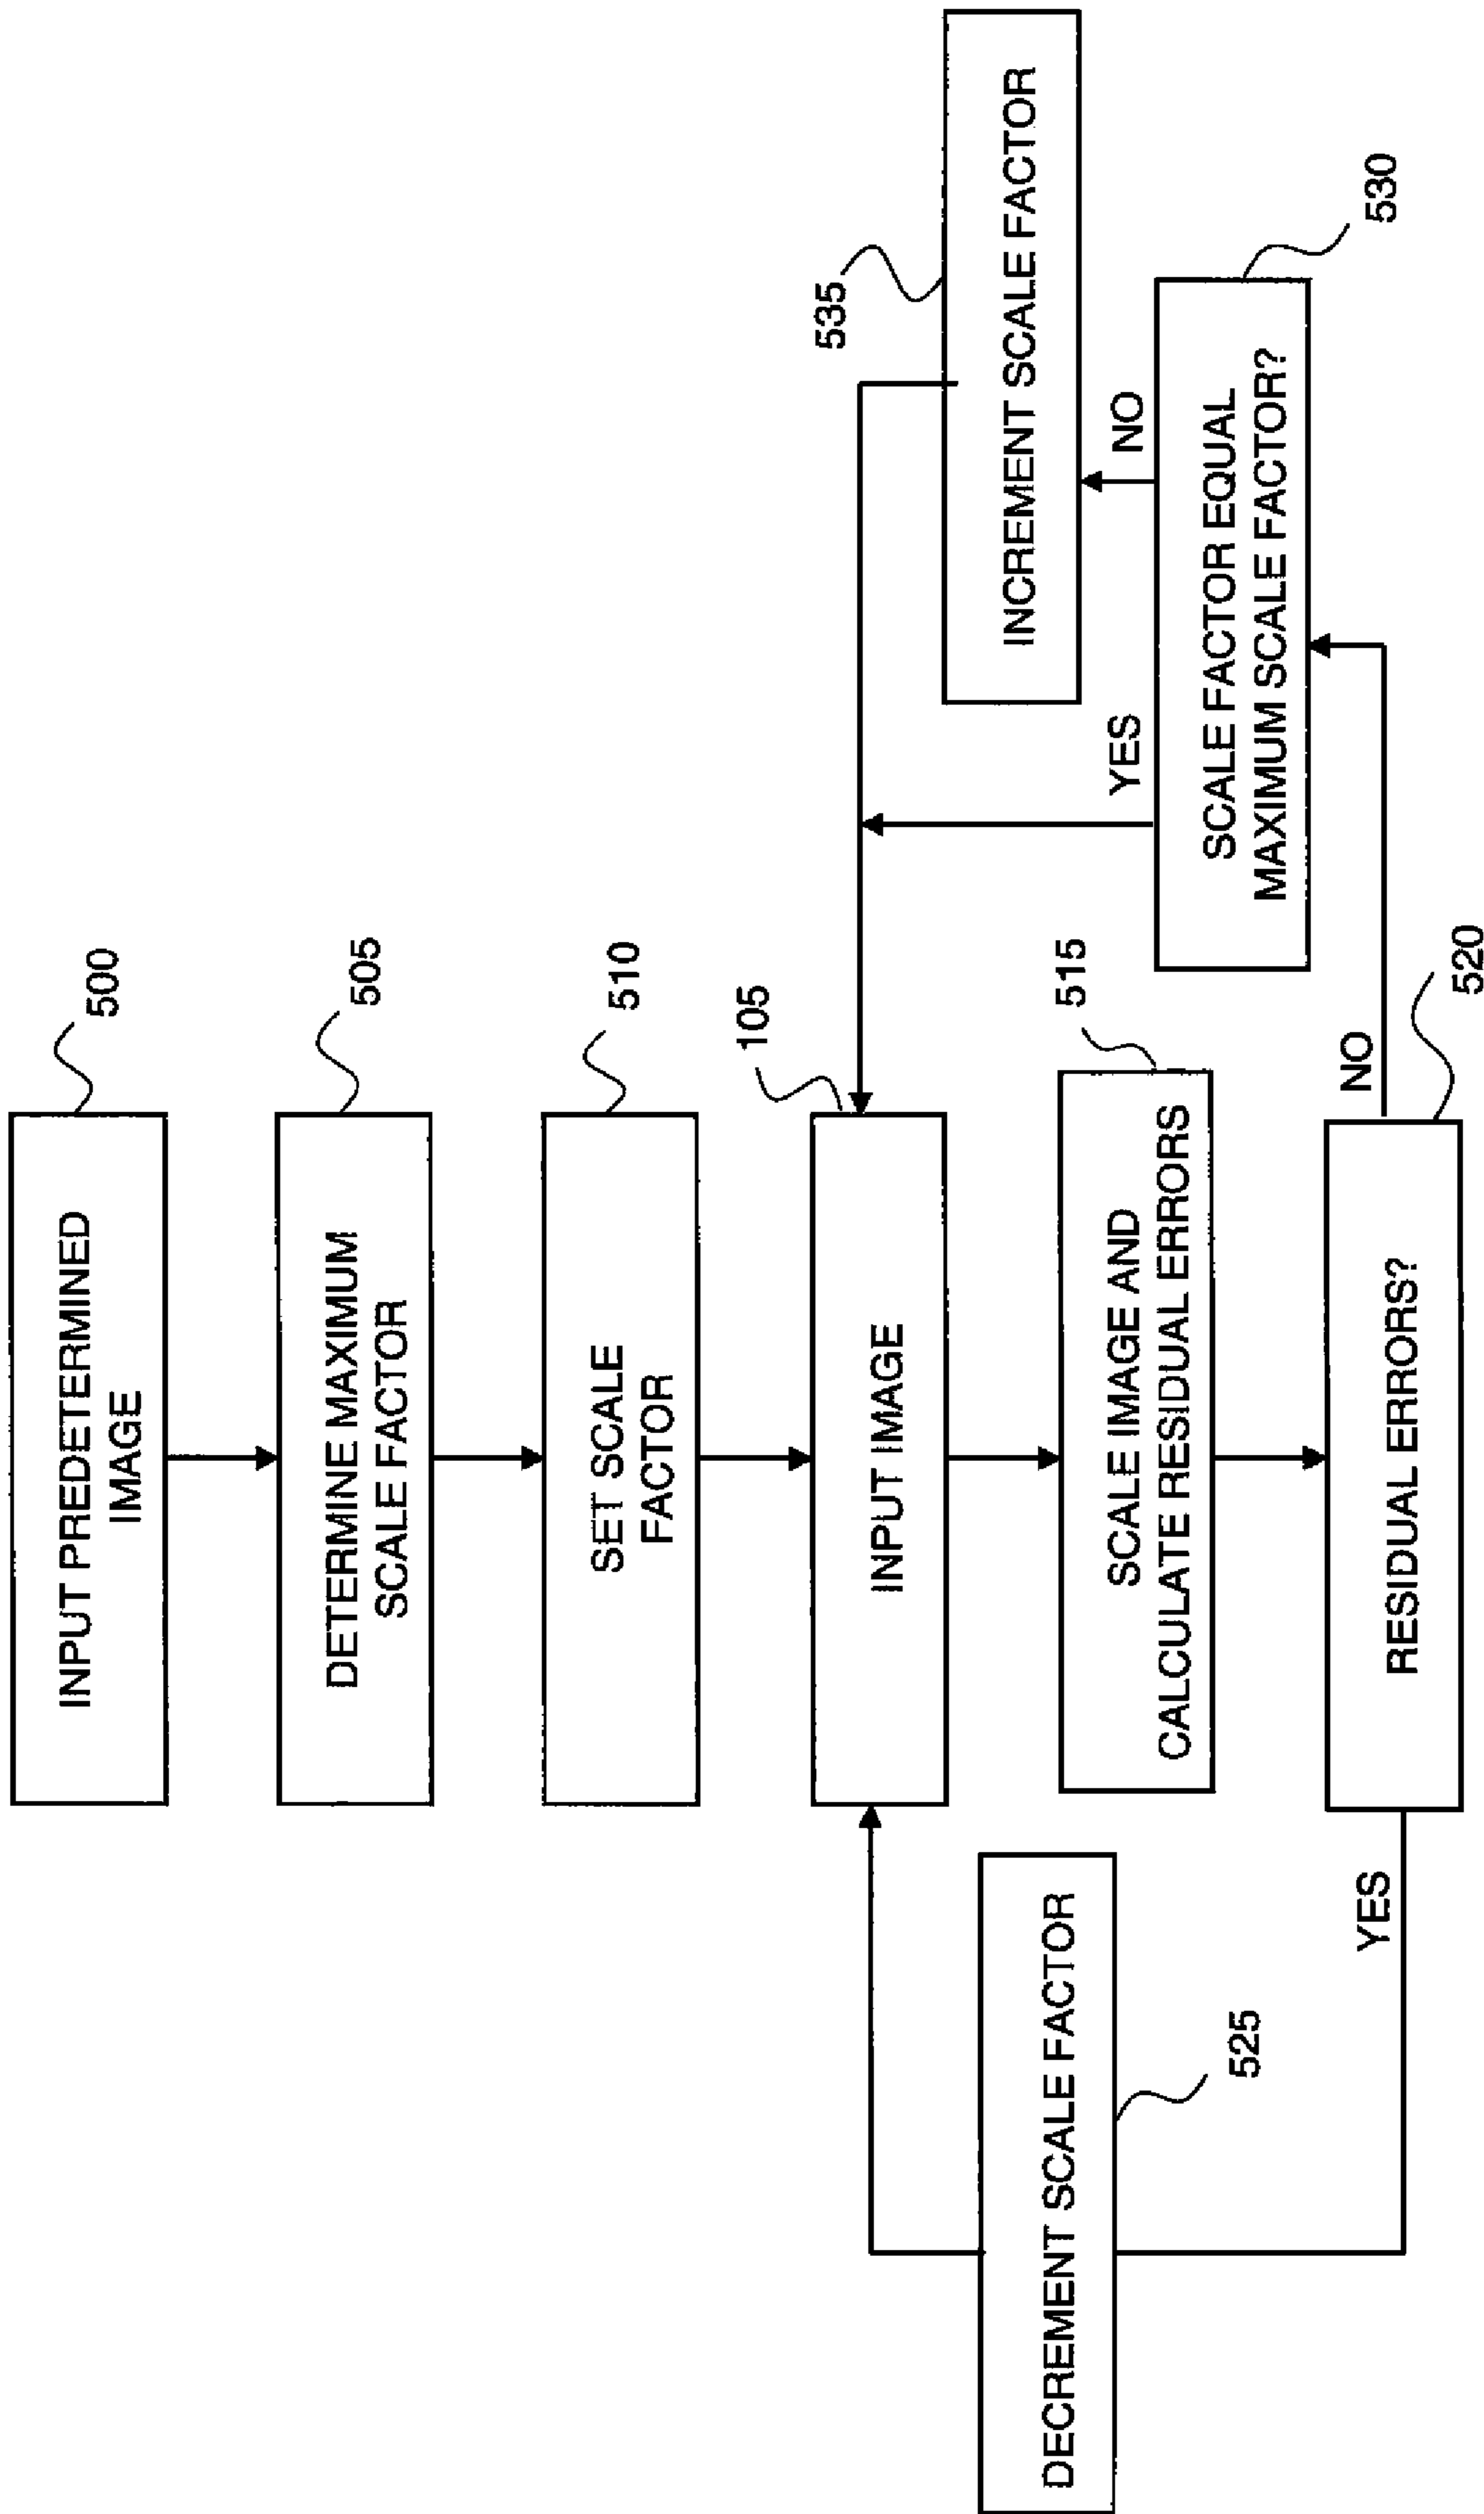 INPUT PREDETERMINED
IMAGE
500
DETERMINE MAXIMUM
SCALE FACTOR
505
SET SCALE
FACTOR
510
INPUT IMAGE
105
SCALE IMAGE AND
CALCULATE RESIDUAL ERRORS
515
RESIDUAL ERRORS?
520
YES
NO
DECREMENT SCALE FACTOR
525
SCALE FACTOR EQUAL
MAXIMUM SCALE FACTOR?
530
YES
NO
INCREMENT SCALE FACTOR
535